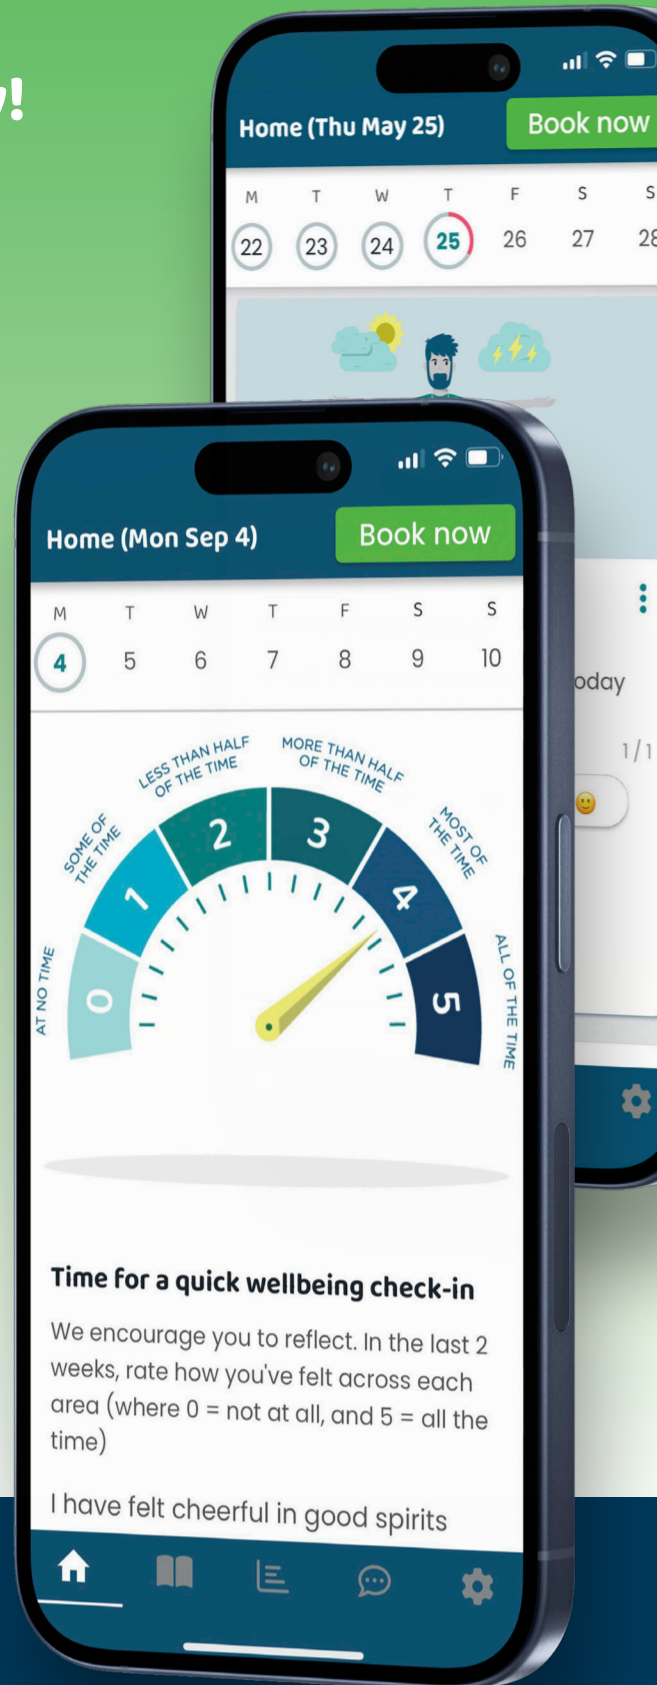 Home (Thu May 25)
Book now
M T W T F S S
22 23 24 25 26 27 28
oday
1/1
Home (Mon Sep 4)
Book now
M T W T F S S
4 5 6 7 8 9 10
AT NO TIME
SOME OF
THE TIME
LESS THAN HALF
OF THE TIME
MORE THAN HALF
OF THE TIME
MOST OF
THE TIME
ALL OF THE TIME
0 1 2 3 4 5
Time for a quick wellbeing check-in
We encourage you to reflect. In the last 2
weeks, rate how you've felt across each
area (where 0 = not at all, and 5 = all the
time)
I have felt cheerful in good spirits